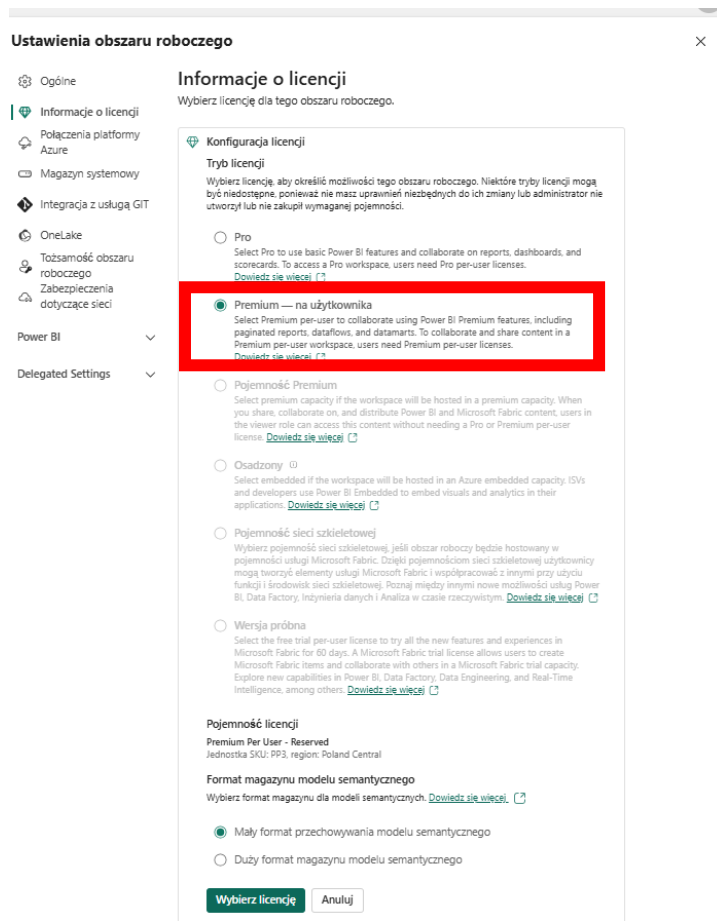 Ustawienia obszaru roboczego
Ogólne
Informacje o licencji
Połączenia platformy
Azure
Magazyn systemowy
Integracja z usługą GIT
OneLake
Tożsamość obszaru
roboczego
Zabezpieczenia
dotyczące sieci
Power BI
Delegated Settings
Informacje o licencji
Wybierz licencję dla tego obszaru roboczego.
Konfiguracja licencji
Tryb licencji
Wybierz licencję, aby określić możliwości tego obszaru roboczego. Niektóre tryby licencji mogą
być niedostępne, ponieważ nie masz uprawnień niezbędnych do ich zmiany lub administrator nie
utworzył lub nie zakupił wymaganej pojemności.
Pro
Select Pro to use basic Power BI features and collaborate on reports, dashboards, and
scorecards. To access a Pro workspace, users need Pro per-user licenses.
Dowiedz się więcej
Premium — na użytkownika
Select Premium per-user to collaborate using Power BI Premium features, including
paginated reports, dataflows, and datamarts. To collaborate and share content in a
Premium per-user workspace, users need Premium per-user licenses.
Dowiedz się więcej
Pojemność Premium
Select premium capacity if the workspace will be hosted in a premium capacity. When
you share, collaborate on, and distribute Power BI and Microsoft Fabric content, users in
the viewer role can access this content without needing a Pro or Premium per-user
license. Dowiedz się więcej
Osadzony
Select embedded if the workspace will be hosted in an Azure embedded capacity. ISVs
and developers use Power BI Embedded to embed visuals and analytics in their
applications. Dowiedz się więcej
Pojemność sieci szkieletowej
Wybierz pojemność sieci szkieletowej, jeśli obszar roboczy będzie hostowany w
pojemności usługi Microsoft Fabric. Dzięki pojemnościom sieci szkieletowej użytkownicy
mogą tworzyć elementy usługi Microsoft Fabric i współpracować z innymi przy użyciu
funkcji i środowisk sieci szkieletowej. Poznaj między innymi nowe możliwości usług Power
BI, Data Factory, Inżynieria danych i Analiza w czasie rzeczywistym. Dowiedz się więcej
Wersja próbna
Select the free trial per-user license to try all the new features and experiences in
Microsoft Fabric for 60 days. A Microsoft Fabric trial license allows users to create
Microsoft Fabric items and collaborate with others in a Microsoft Fabric trial capacity.
Explore new capabilities in Power BI, Data Factory, Data Engineering, and Real-Time
Intelligence, among others. Dowiedz się więcej
Pojemność licencji
Premium Per User - Reserved
Jednostka SKU: PP3, region: Poland Central
Format magazynu modelu semantycznego
Wybierz format magazynu dla modeli semantycznych. Dowiedz się więcej
Mały format przechowywania modelu semantycznego
Duży format magazynu modelu semantycznego
Wybierz licencję
Anuluj